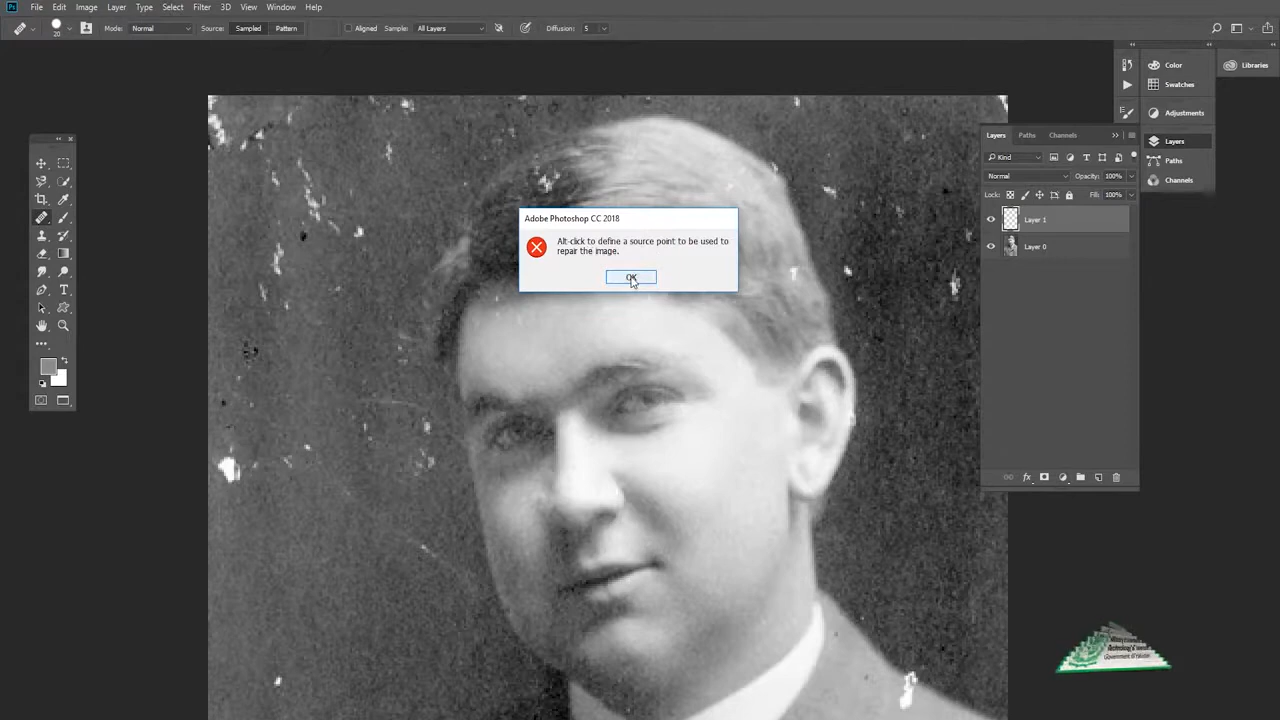 Ps File Edit Image Layer Type Select Filter 3D View Window Help
20 Mode: Normal Source: Sampled Pattern Aligned Sample: All Layers Diffusion: 5
Color
Swatches
Adjustments
Layers
Paths
Channels
Libraries
Layers Paths Channels
Kind
Normal Opacity: 100%
Lock: Fill: 100%
Layer 1
Layer 0
fx
Adobe Photoshop CC 2018
Alt-click to define a source point to be used to
repair the image.
OK